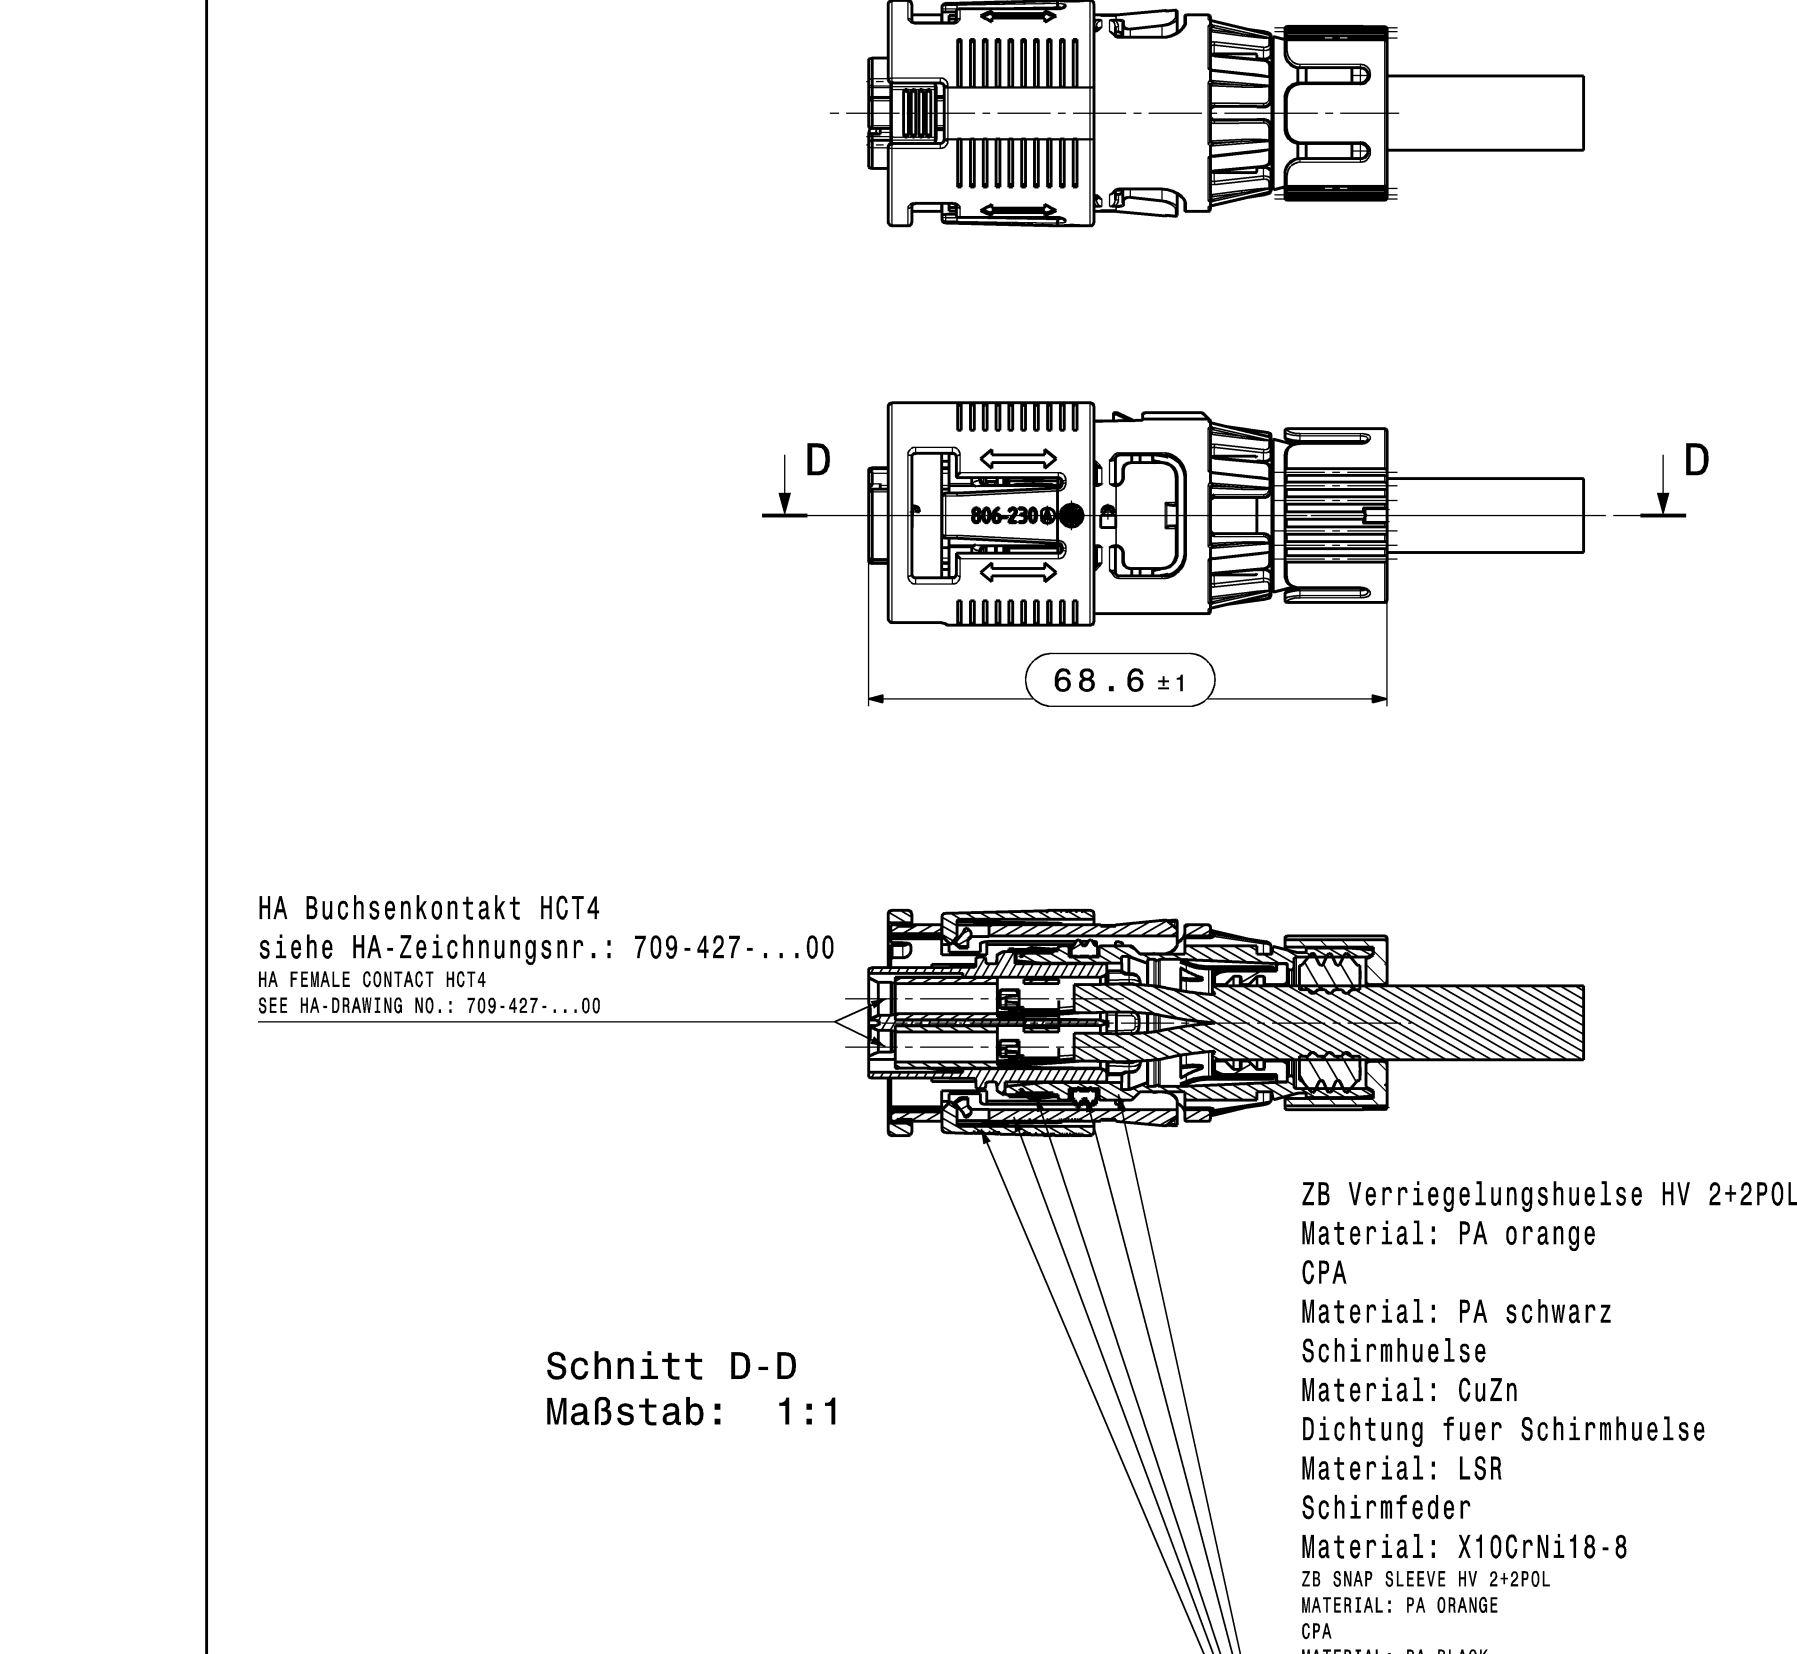 D
D
806-230
68.6 ±1
HA Buchsenkontakt HCT4
siehe HA-Zeichnungsnr.: 709-427-...00
HA FEMALE CONTACT HCT4
SEE HA-DRAWING NO.: 709-427-...00
Schnitt D-D
Maßstab: 1:1
ZB Verriegelungshuelse HV 2+2POL
Material: PA orange
CPA
Material: PA schwarz
Schirmhuelse
Material: CuZn
Dichtung fuer Schirmhuelse
Material: LSR
Schirmfeder
Material: X10CrNi18-8
ZB SNAP SLEEVE HV 2+2POL
MATERIAL: PA ORANGE
CPA
MATERIAL: PA BLACK